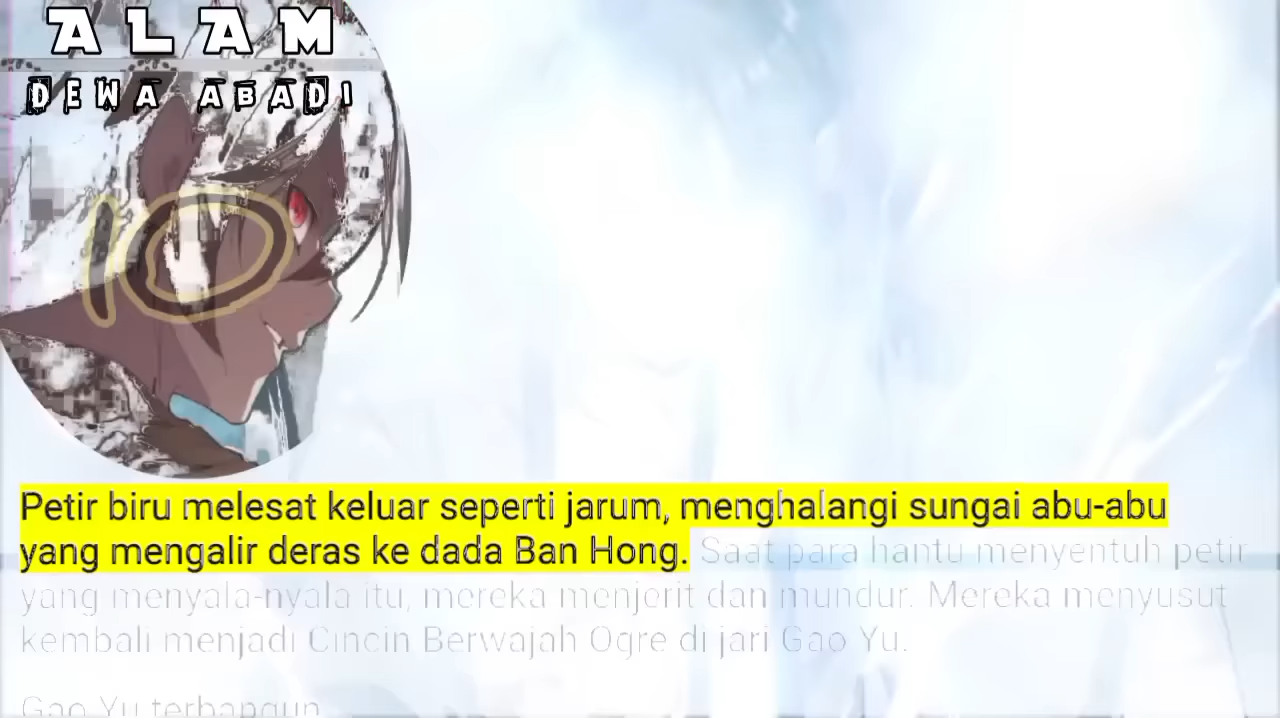 ALAM
DEWA ABADI
10
Petir biru melesat keluar seperti jarum, menghalangi sungai abu-abu
yang mengalir deras ke dada Ban Hong. Saat para hantu menyentuh petir
yang menyala-nyala itu, mereka menjerit dan mundur. Mereka menyusut
kembali menjadi Cincin Berwajah Ogre di jari Gao Yu.
Gao Yu terbangun